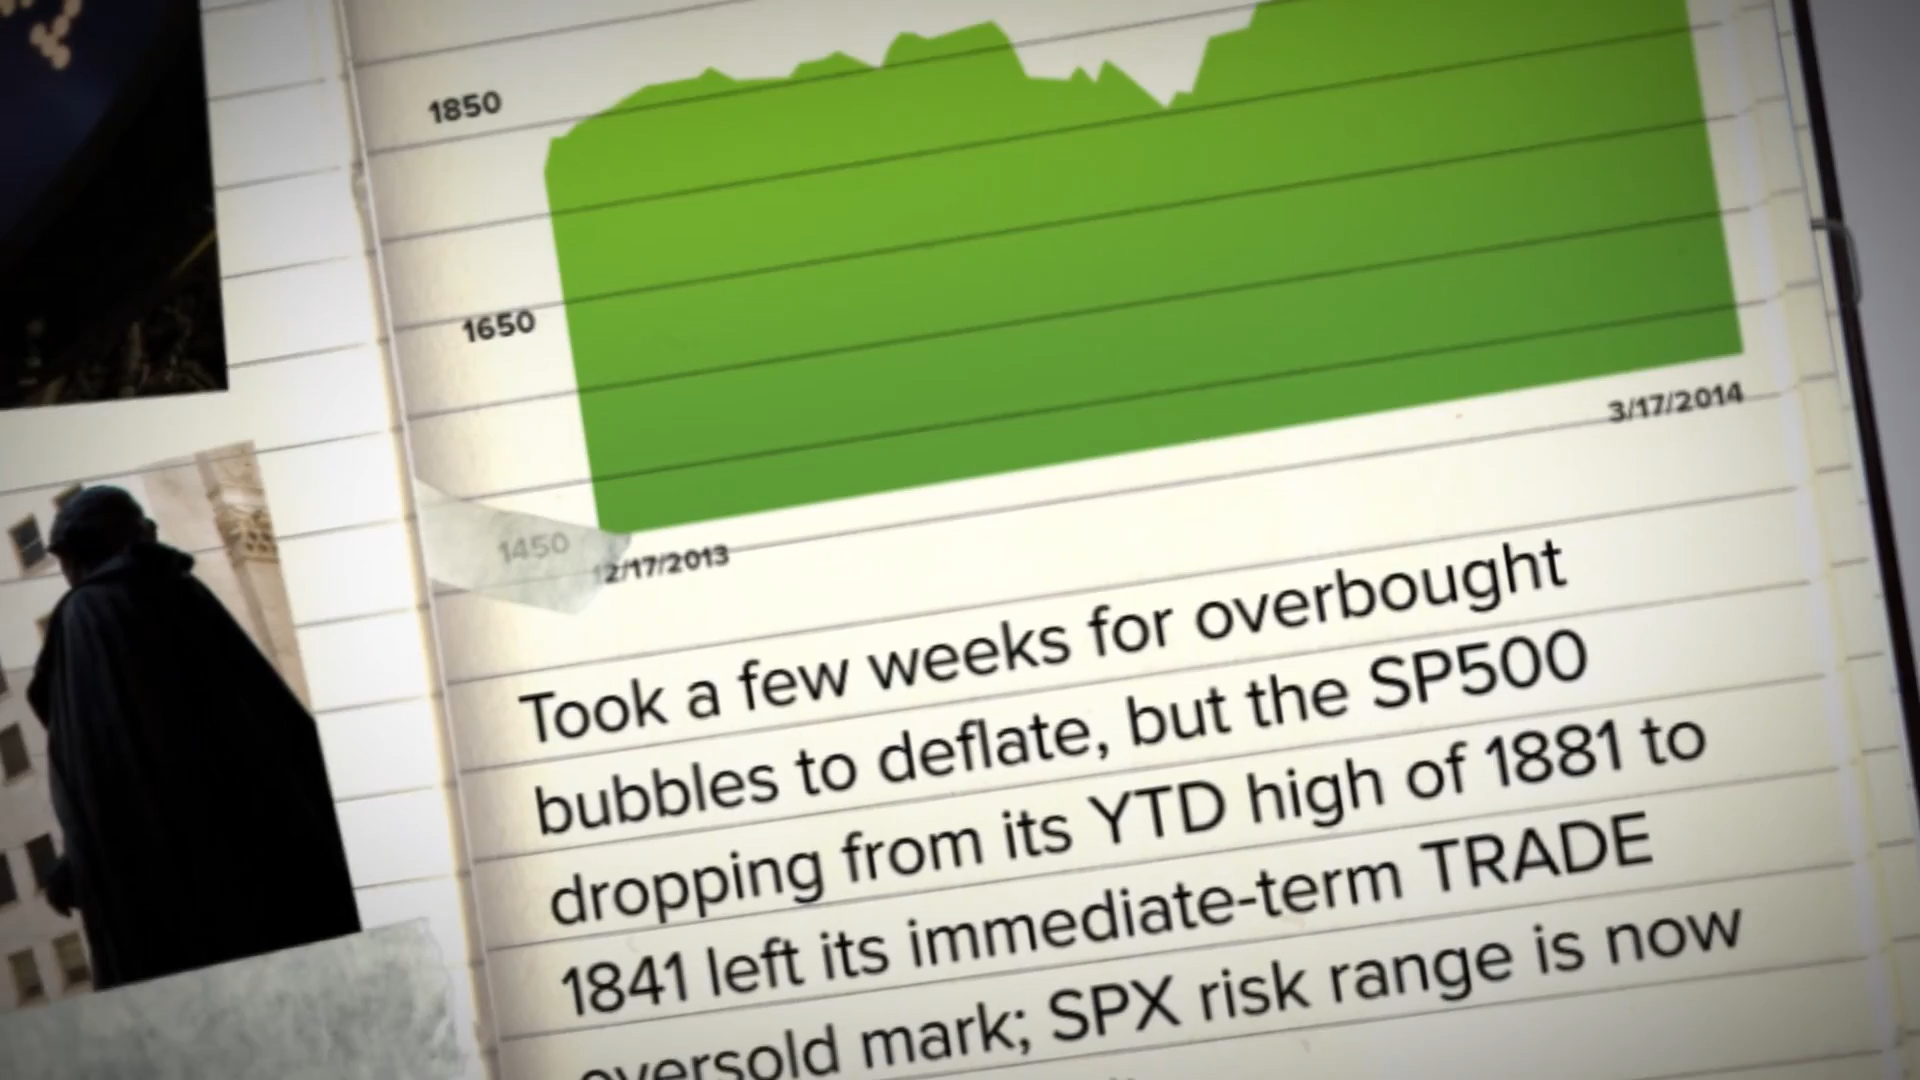 1850
1650
1450
12/17/2013
3/17/2014
Took a few weeks for overbought
bubbles to deflate, but the SP500
dropping from its YTD high of 1881 to
1841 left its immediate-term TRADE
oversold mark; SPX risk range is now